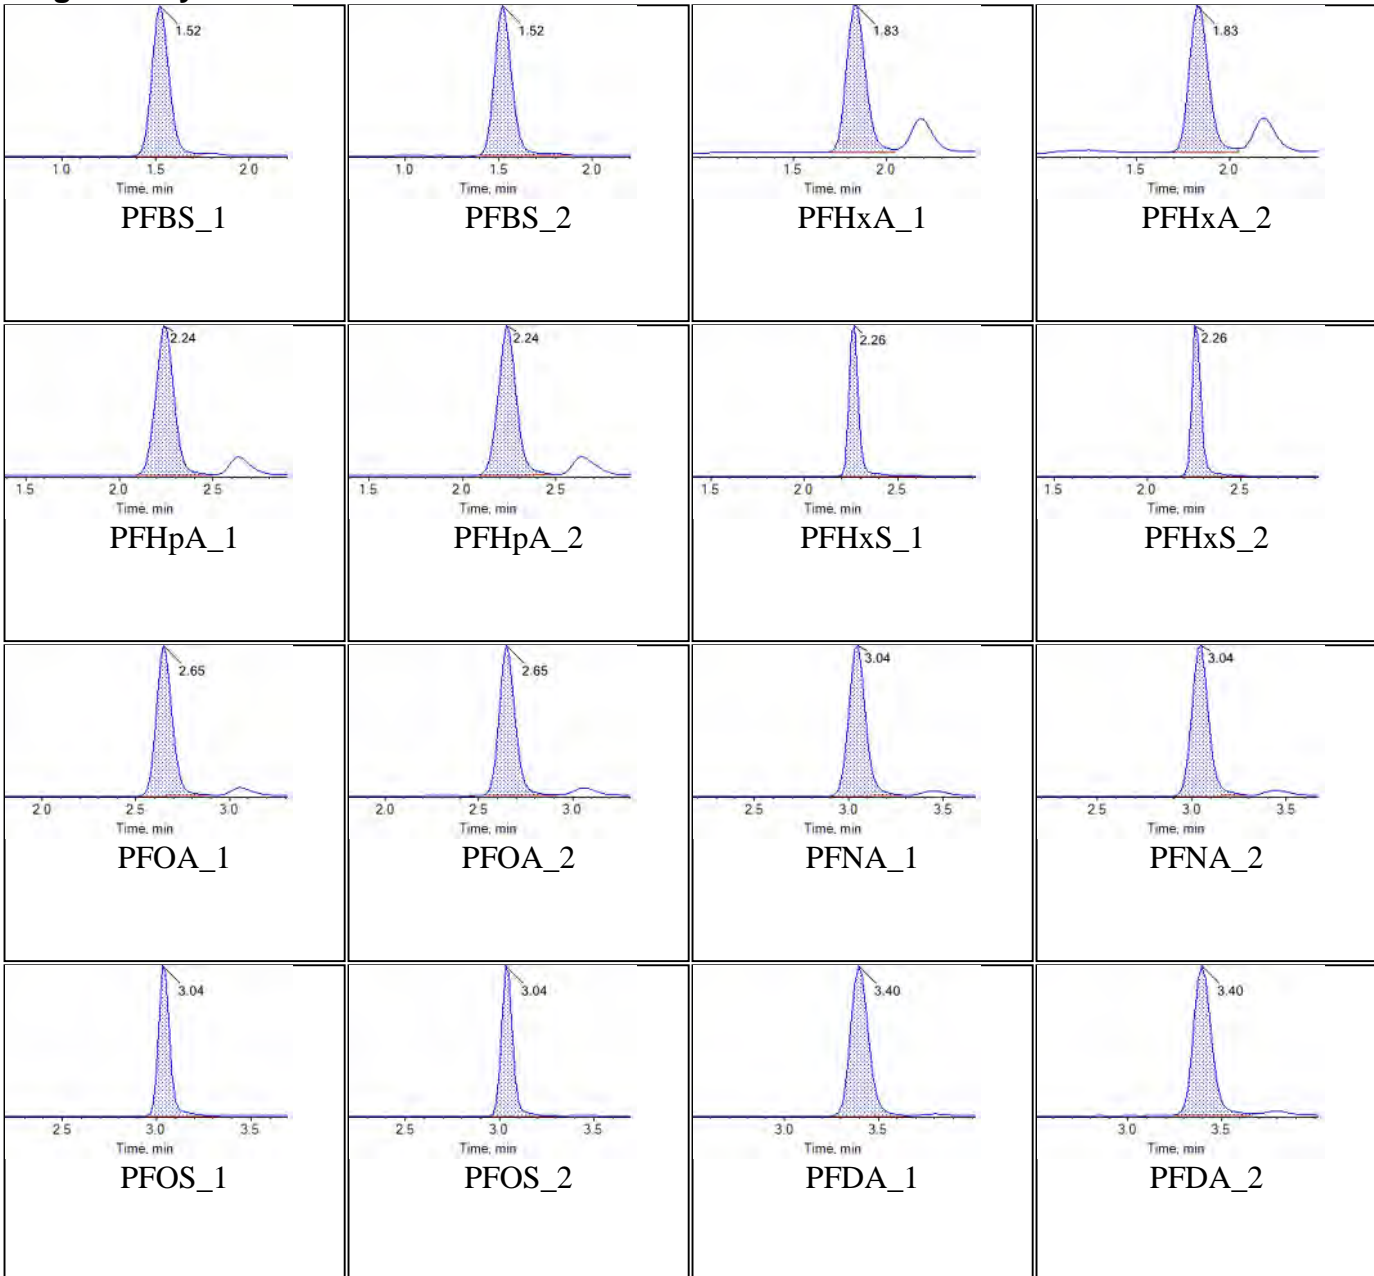 1.52 1.52 1.83 1.83
1.0 1.5 2.0 1.0 1.5 2.0 1.5 2.0 1.5 2.0
Time, min Time, min Time, min Time, min
PFBS_1 PFBS_2 PFHxA_1 PFHxA_2
2.24 2.24 2.26 2.26
1.5 2.0 2.5 1.5 2.0 2.5 1.5 2.0 2.5 1.5 2.0 2.5
Time, min Time, min Time, min Time, min
PFHpA_1 PFHpA_2 PFHxS_1 PFHxS_2
2.65 2.65 3.04 3.04
2.0 2.5 3.0 2.0 2.5 3.0 2.5 3.0 3.5 2.5 3.0 3.5
Time, min Time, min Time, min Time, min
PFOA_1 PFOA_2 PFNA_1 PFNA_2
3.04 3.04 3.40 3.40
2.5 3.0 3.5 2.5 3.0 3.5 3.0 3.5 3.0 3.5
Time, min Time, min Time, min Time, min
PFOS_1 PFOS_2 PFDA_1 PFDA_2